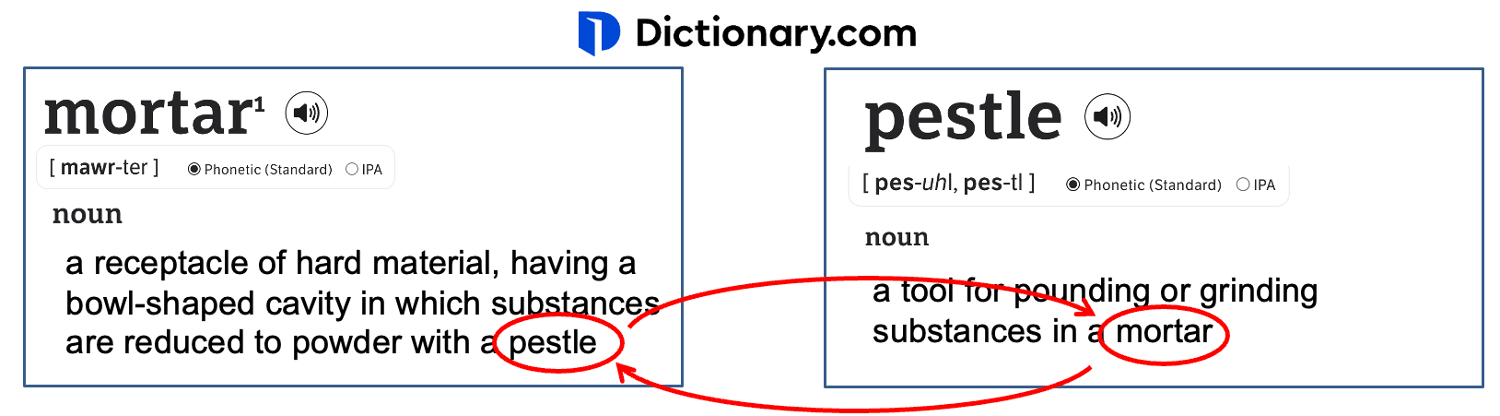 Dictionary.com
mortar¹
[ mawr-ter ] Phonetic (Standard) IPA
noun
a receptacle of hard material, having a
bowl-shaped cavity in which substances
are reduced to powder with a pestle
pestle
[ pes-uhl, pes-tl ] Phonetic (Standard) IPA
noun
a tool for pounding or grinding
substances in a mortar